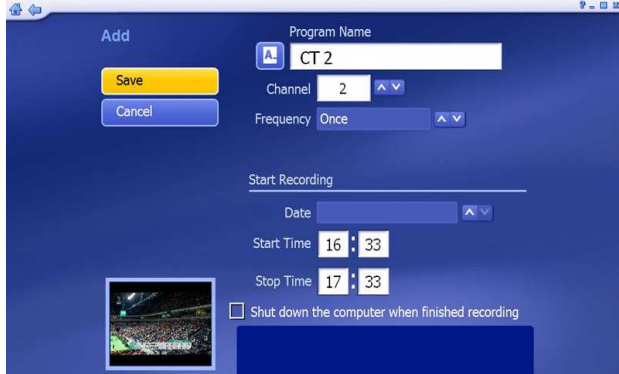 Add
Program Name
A
CT 2
Save
Cancel
Channel 2
Frequency Once
Start Recording
Date
Start Time 16 : 33
Stop Time 17 : 33
Shut down the computer when finished recording